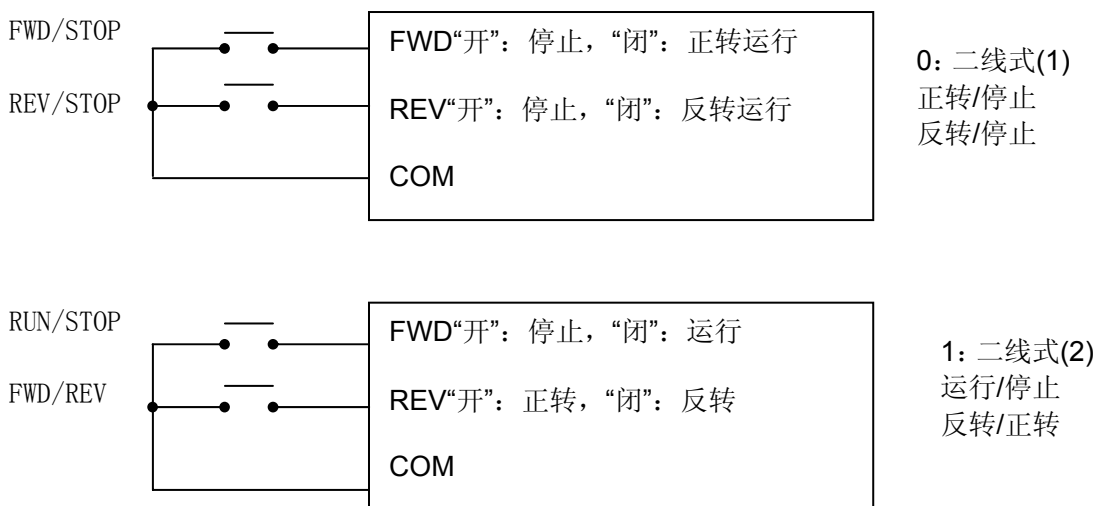 FWD/STOP
FWD“开”：停止，“闭”：正转运行
REV/STOP
REV“开”：停止，“闭”：反转运行
COM
0：二线式(1)
正转/停止
反转/停止
RUN/STOP
FWD“开”：停止，“闭”：运行
FWD/REV
REV“开”：正转，“闭”：反转
COM
1：二线式(2)
运行/停止
反转/正转